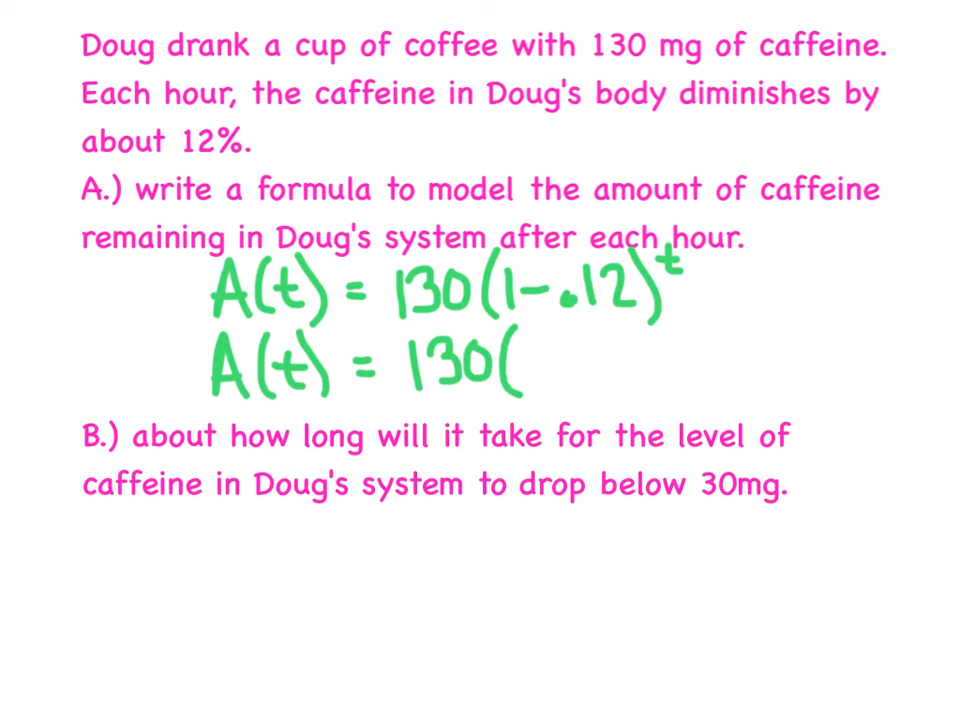 Doug drank a cup of coffee with 130 mg of caffeine.
Each hour, the caffeine in Doug's body diminishes by
about 12%.
A.) write a formula to model the amount of caffeine
remaining in Doug's system after each hour.
A(t) = 130(1-.12)^t
A(t) = 130(
B.) about how long will it take for the level of
caffeine in Doug's system to drop below 30mg.